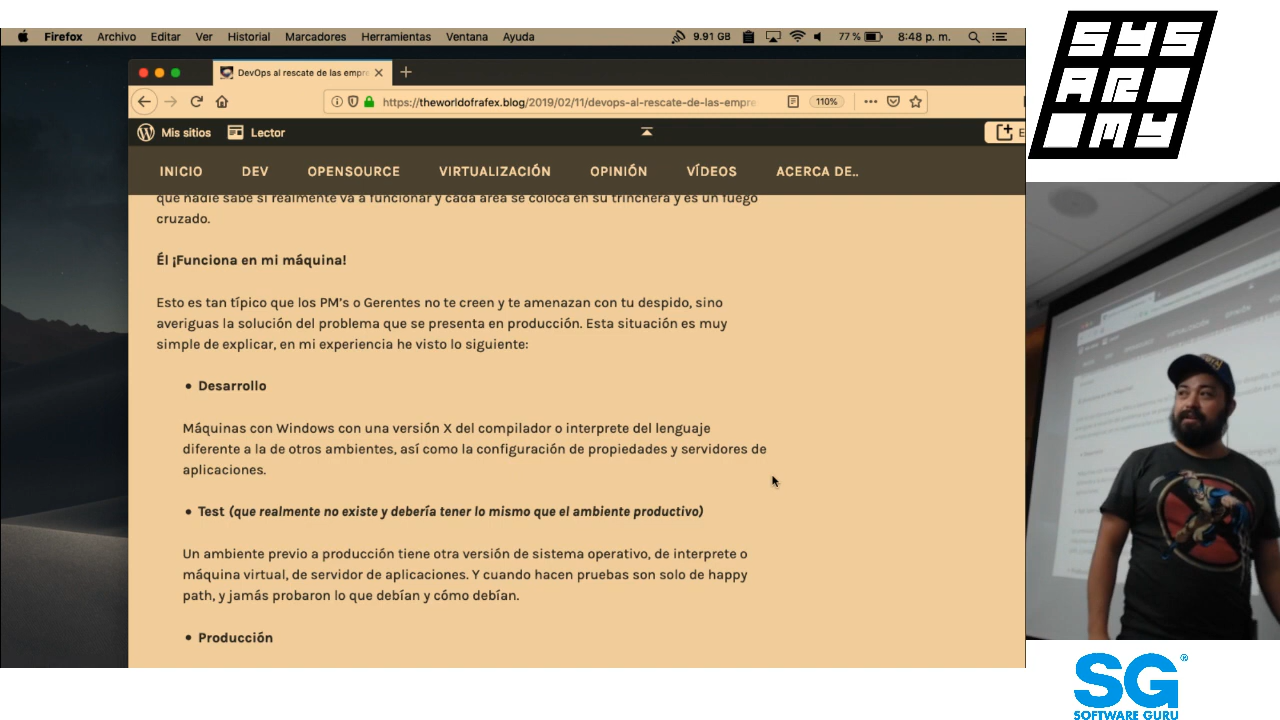 Firefox Archivo Editar Ver Historial Marcadores Herramientas Ventana Ayuda 9.91 GB 77 % 8:48 p. m.
DevOps al rescate de las empre
https://theworldofrafex.blog/2019/02/11/devops-al-rescate-de-las-empre 110%
Mis sitios Lector E
INICIO DEV OPENSOURCE VIRTUALIZACIÓN OPINIÓN VÍDEOS ACERCA DE..
que nadie sabe si realmente va a funcionar y cada área se coloca en su trinchera y es un fuego
cruzado.
Él ¡Funciona en mi máquina!
Esto es tan típico que los PM's o Gerentes no te creen y te amenazan con tu despido, sino
averiguas la solución del problema que se presenta en producción. Esta situación es muy
simple de explicar, en mi experiencia he visto lo siguiente:
• Desarrollo
Máquinas con Windows con una versión X del compilador o interprete del lenguaje
diferente a la de otros ambientes, así como la configuración de propiedades y servidores de
aplicaciones.
• Test (que realmente no existe y debería tener lo mismo que el ambiente productivo)
Un ambiente previo a producción tiene otra versión de sistema operativo, de interprete o
máquina virtual, de servidor de aplicaciones. Y cuando hacen pruebas son solo de happy
path, y jamás probaron lo que debían y cómo debían.
• Producción
SYS
AR
MY
SG®
SOFTWARE GURU